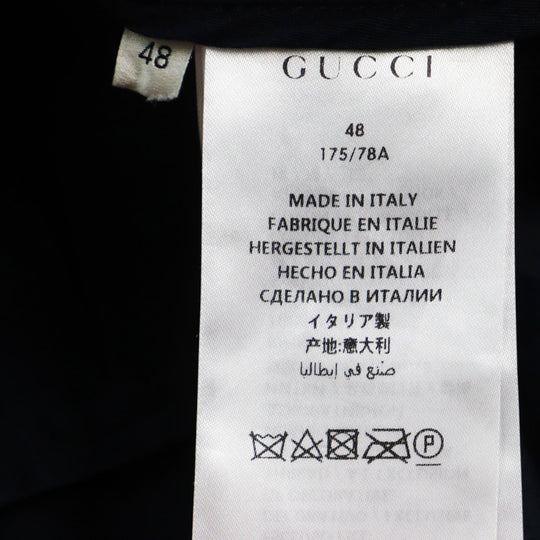 48
GUCCI
48
175/78A
MADE IN ITALY
FABRIQUE EN ITALIE
HERGESTELLT IN ITALIEN
HECHO EN ITALIA
СДЕЛАНО В ИТАЛИИ
イタリア製
产地:意大利
صنع في إيطاليا
P